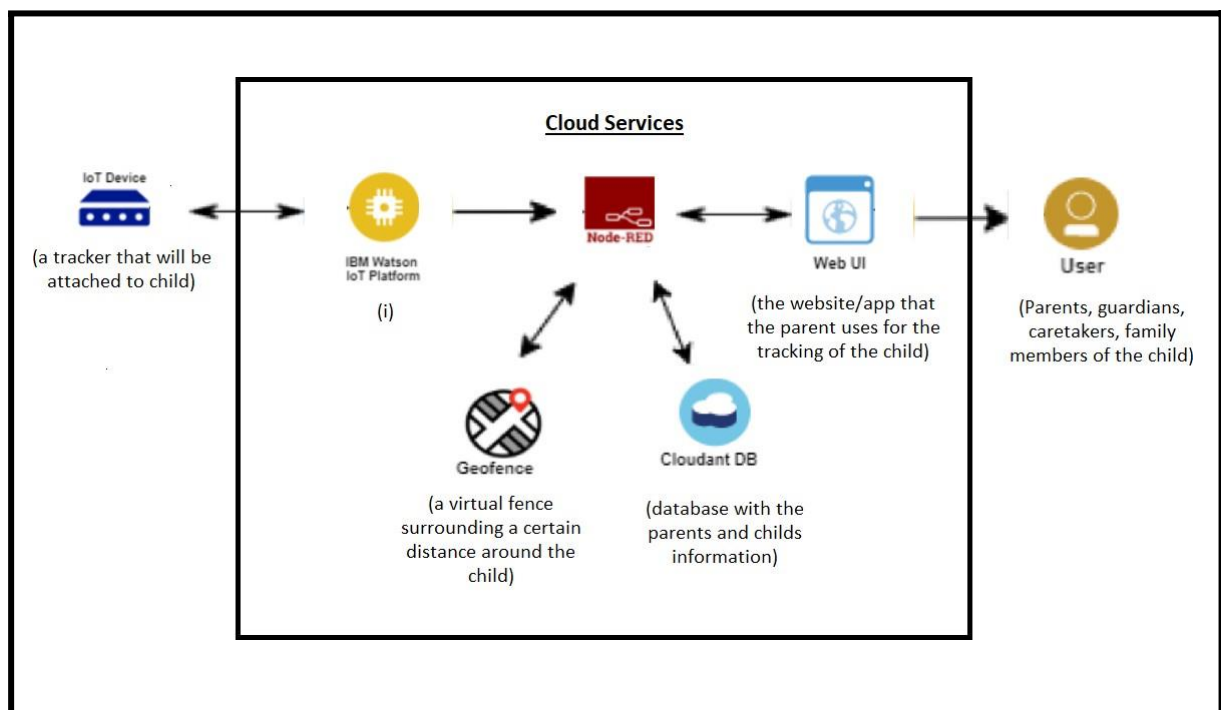 Cloud Services
IoT Device
(a tracker that will be
attached to child)
IBM Watson
IoT Platform
(i)
Node-RED
Web UI
(the website/app that
the parent uses for the
tracking of the child)
User
(Parents, guardians,
caretakers, family
members of the child)
Geofence
(a virtual fence
surrounding a certain
distance around the
child)
Cloudant DB
(database with the
parents and childs
information)